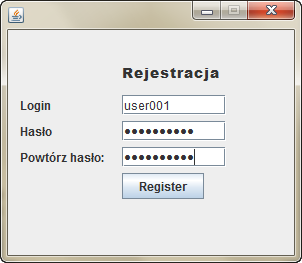 Rejestracja
Login user001
Hasło ●●●●●●●●●●
Powtórz hasło: ●●●●●●●●●●
Register